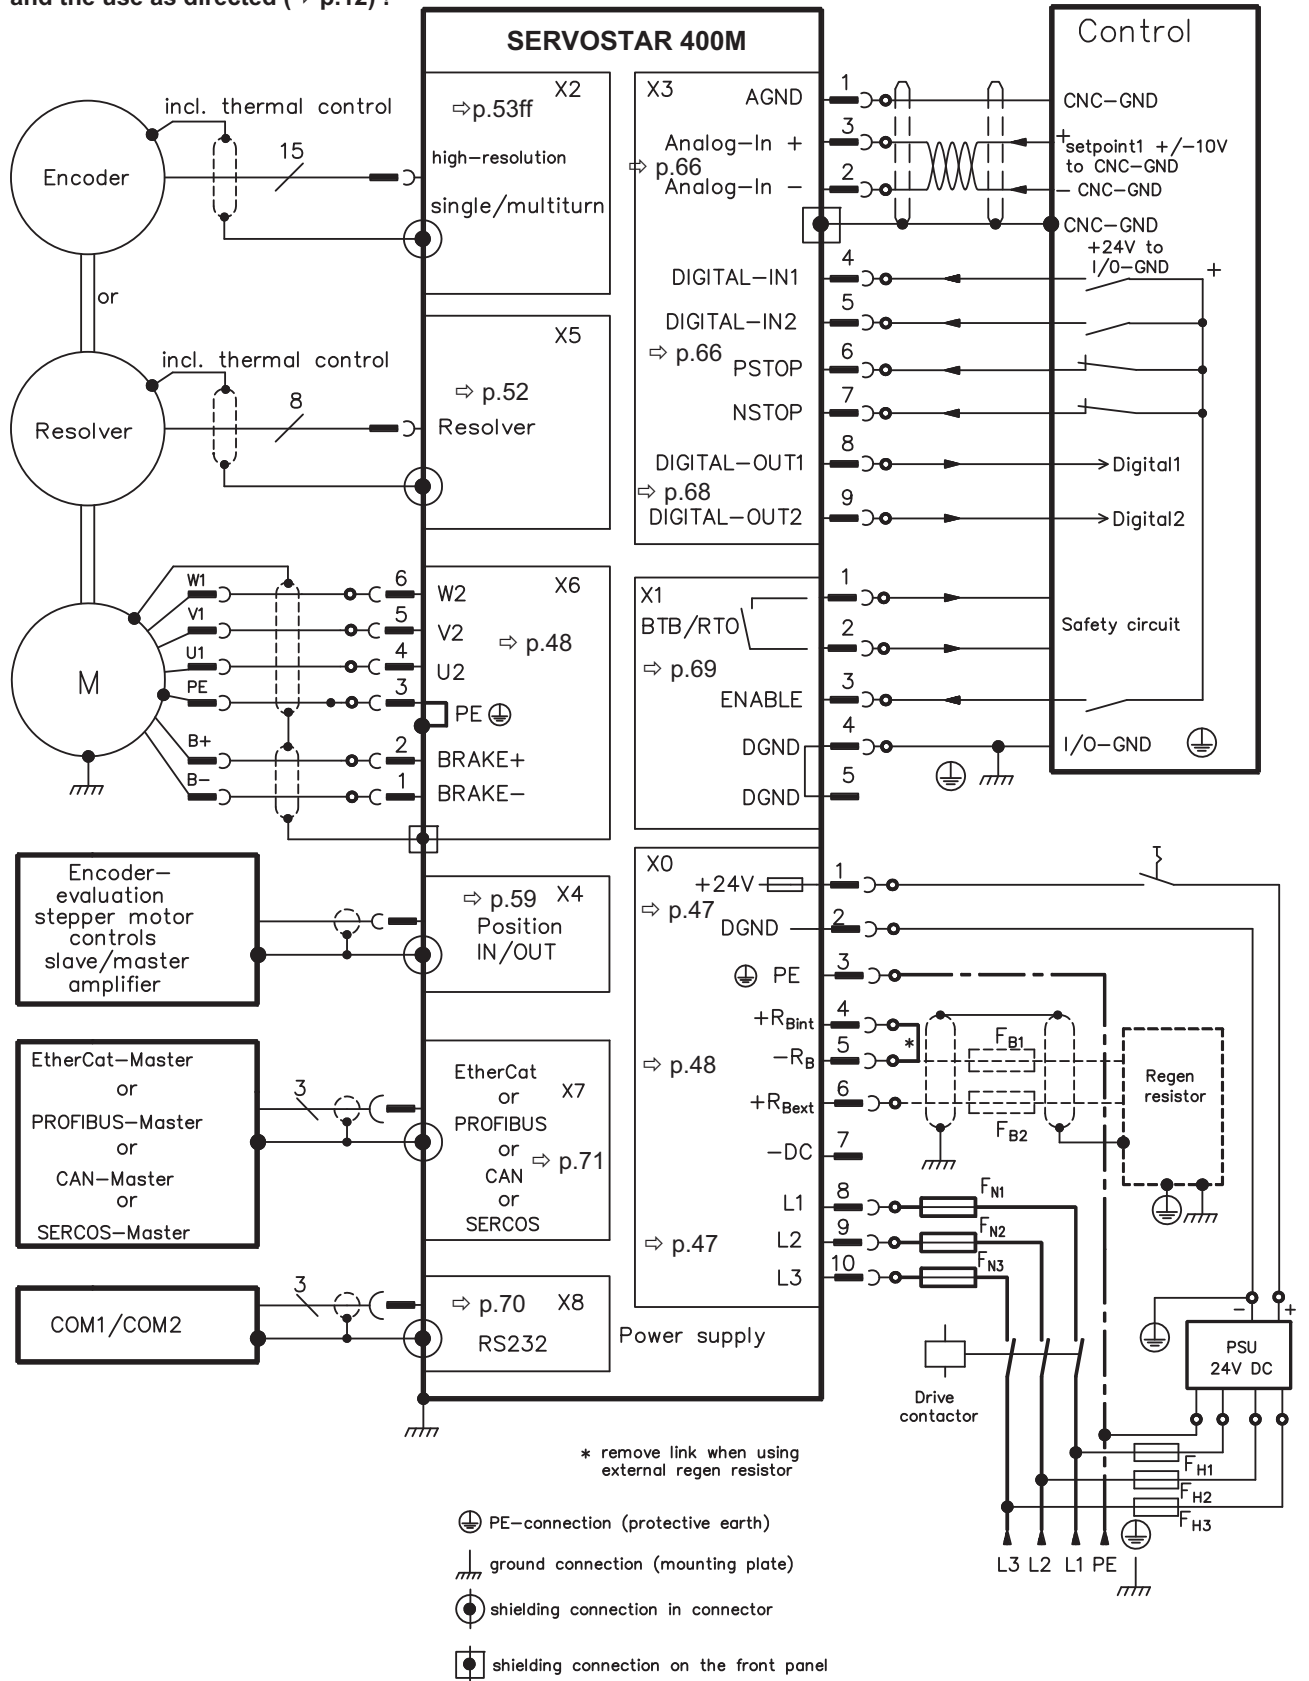 and the use as directed (⇨ p.12) !
SERVOSTAR 400M
Control
incl. thermal control
Encoder
15
X2
⇨p.53ff
high-resolution
single/multiturn
or
incl. thermal control
Resolver
8
X5
⇨ p.52
Resolver
M
W1
V1
U1
PE
B+
B-
6
5
4
3
2
1
X6
W2
V2
⇨ p.48
U2
PE
BRAKE+
BRAKE-
Encoder-
evaluation
stepper motor
controls
slave/master
amplifier
⇨ p.59 X4
Position
IN/OUT
EtherCat-Master
or
PROFIBUS-Master
or
CAN-Master
or
SERCOS-Master
3
EtherCat
or
X7
PROFIBUS
or
⇨ p.71
CAN
or
SERCOS
COM1/COM2
3
⇨ p.70 X8
RS232
X3
AGND
1
CNC-GND
Analog-In +
3
+
setpoint1 +/-10V
to CNC-GND
⇨ p.66
Analog-In -
2
- CNC-GND
CNC-GND
+24V to
I/O-GND
+
DIGITAL-IN1
4
DIGITAL-IN2
5
⇨ p.66
PSTOP
6
NSTOP
7
DIGITAL-OUT1
8
Digital1
⇨ p.68
DIGITAL-OUT2
9
Digital2
X1
BTB/RTO
⇨ p.69
1
2
Safety circuit
ENABLE
3
DGND
4
I/O-GND
DGND
5
X0
+24V
1
⇨ p.47
DGND
2
PE
3
+RBint
4
*
-RB
5
⇨ p.48
+RBext
6
FB1
FB2
Regen
resistor
-DC
7
L1
8
FN1
L2
9
FN2
⇨ p.47
L3
10
FN3
Power supply
Drive
contactor
- +
PSU
24V DC
FH1
FH2
FH3
L3 L2 L1 PE
* remove link when using
external regen resistor
PE-connection (protective earth)
ground connection (mounting plate)
shielding connection in connector
shielding connection on the front panel